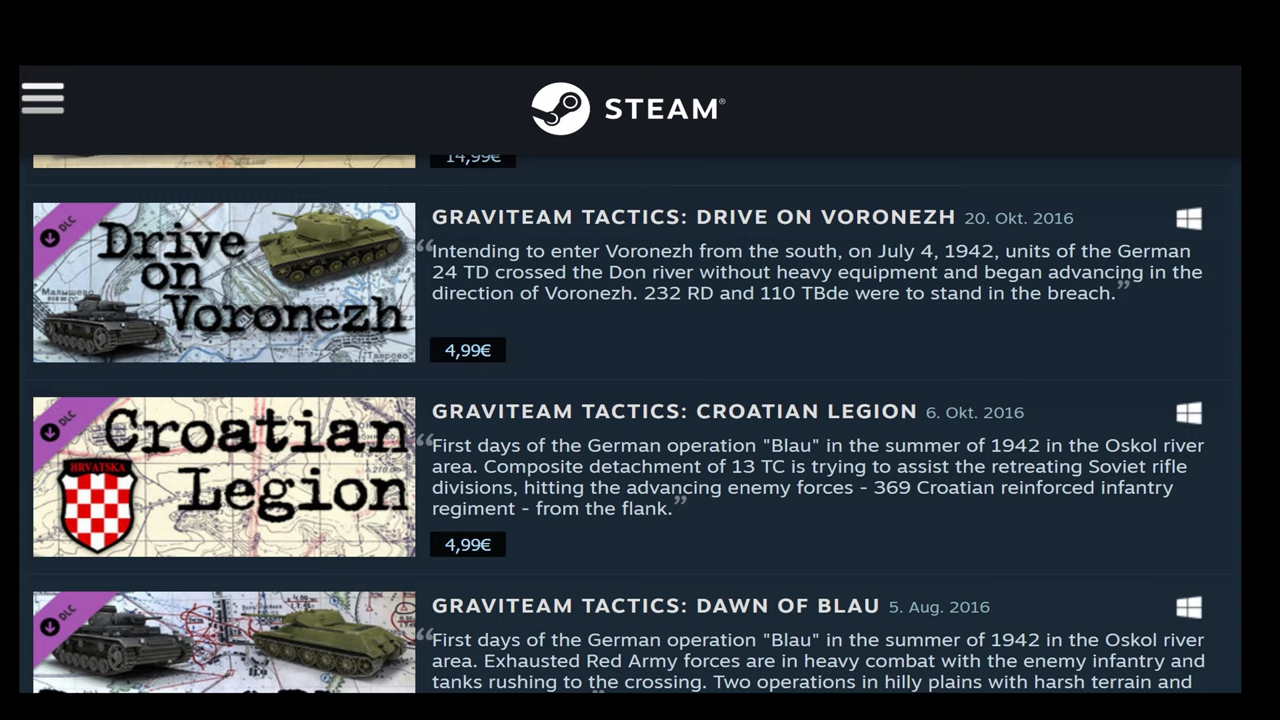 STEAM®
14,99€
DLC
Drive
on
Voronezh
GRAVITEAM TACTICS: DRIVE ON VORONEZH 20. Okt. 2016
“Intending to enter Voronezh from the south, on July 4, 1942, units of the German
24 TD crossed the Don river without heavy equipment and began advancing in the
direction of Voronezh. 232 RD and 110 TBde were to stand in the breach.”
4,99€
DLC
Croatian
Legion
HRVATSKA
GRAVITEAM TACTICS: CROATIAN LEGION 6. Okt. 2016
“First days of the German operation "Blau" in the summer of 1942 in the Oskol river
area. Composite detachment of 13 TC is trying to assist the retreating Soviet rifle
divisions, hitting the advancing enemy forces - 369 Croatian reinforced infantry
regiment - from the flank.”
4,99€
DLC
GRAVITEAM TACTICS: DAWN OF BLAU 5. Aug. 2016
“First days of the German operation "Blau" in the summer of 1942 in the Oskol river
area. Exhausted Red Army forces are in heavy combat with the enemy infantry and
tanks rushing to the crossing. Two operations in hilly plains with harsh terrain and